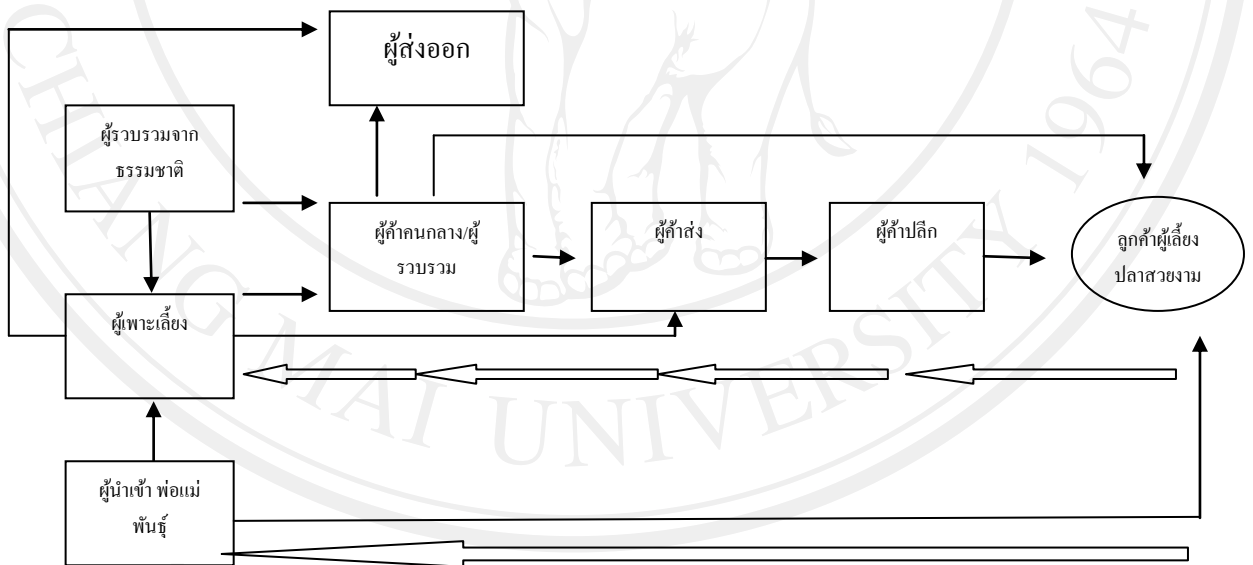 ผู้ส่งออก
ผู้รวบรวมจาก
ธรรมชาติ
ผู้ค้าคนกลาง/ผู้
รวบรวม
ผู้ค้าส่ง
ผู้ค้าปลีก
ลูกค้าผู้เลี้ยง
ปลาสวยงาม
ผู้เพาะเลี้ยง
ผู้นำเข้า พ่อแม่
พันธุ์
CHIANG MAI UNIVERSITY 1964